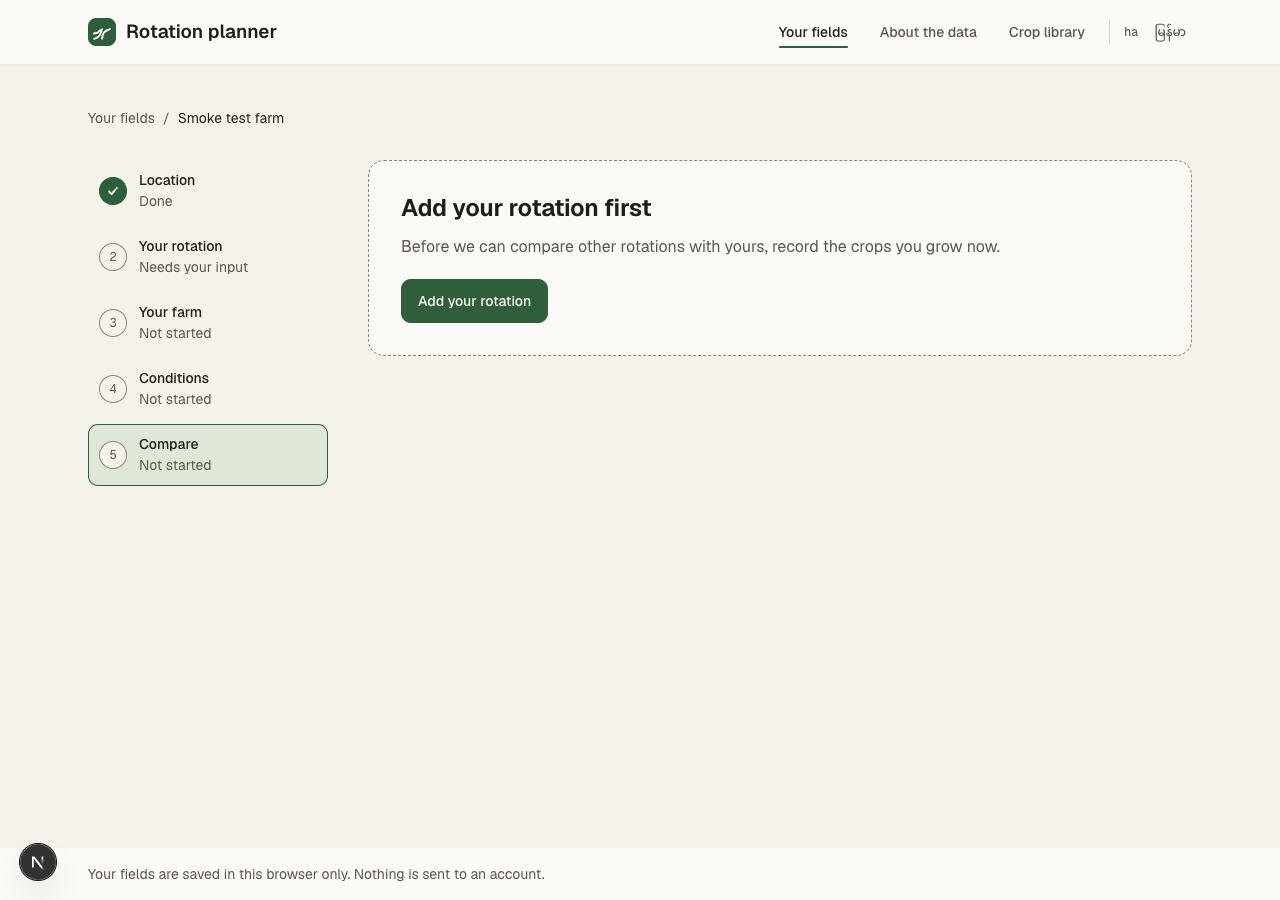 Rotation planner
Your fields
About the data
Crop library
ha
မြန်မာ
Your fields / Smoke test farm
Location
Done
2
Your rotation
Needs your input
3
Your farm
Not started
4
Conditions
Not started
5
Compare
Not started
Add your rotation first
Before we can compare other rotations with yours, record the crops you grow now.
Add your rotation
N
Your fields are saved in this browser only. Nothing is sent to an account.